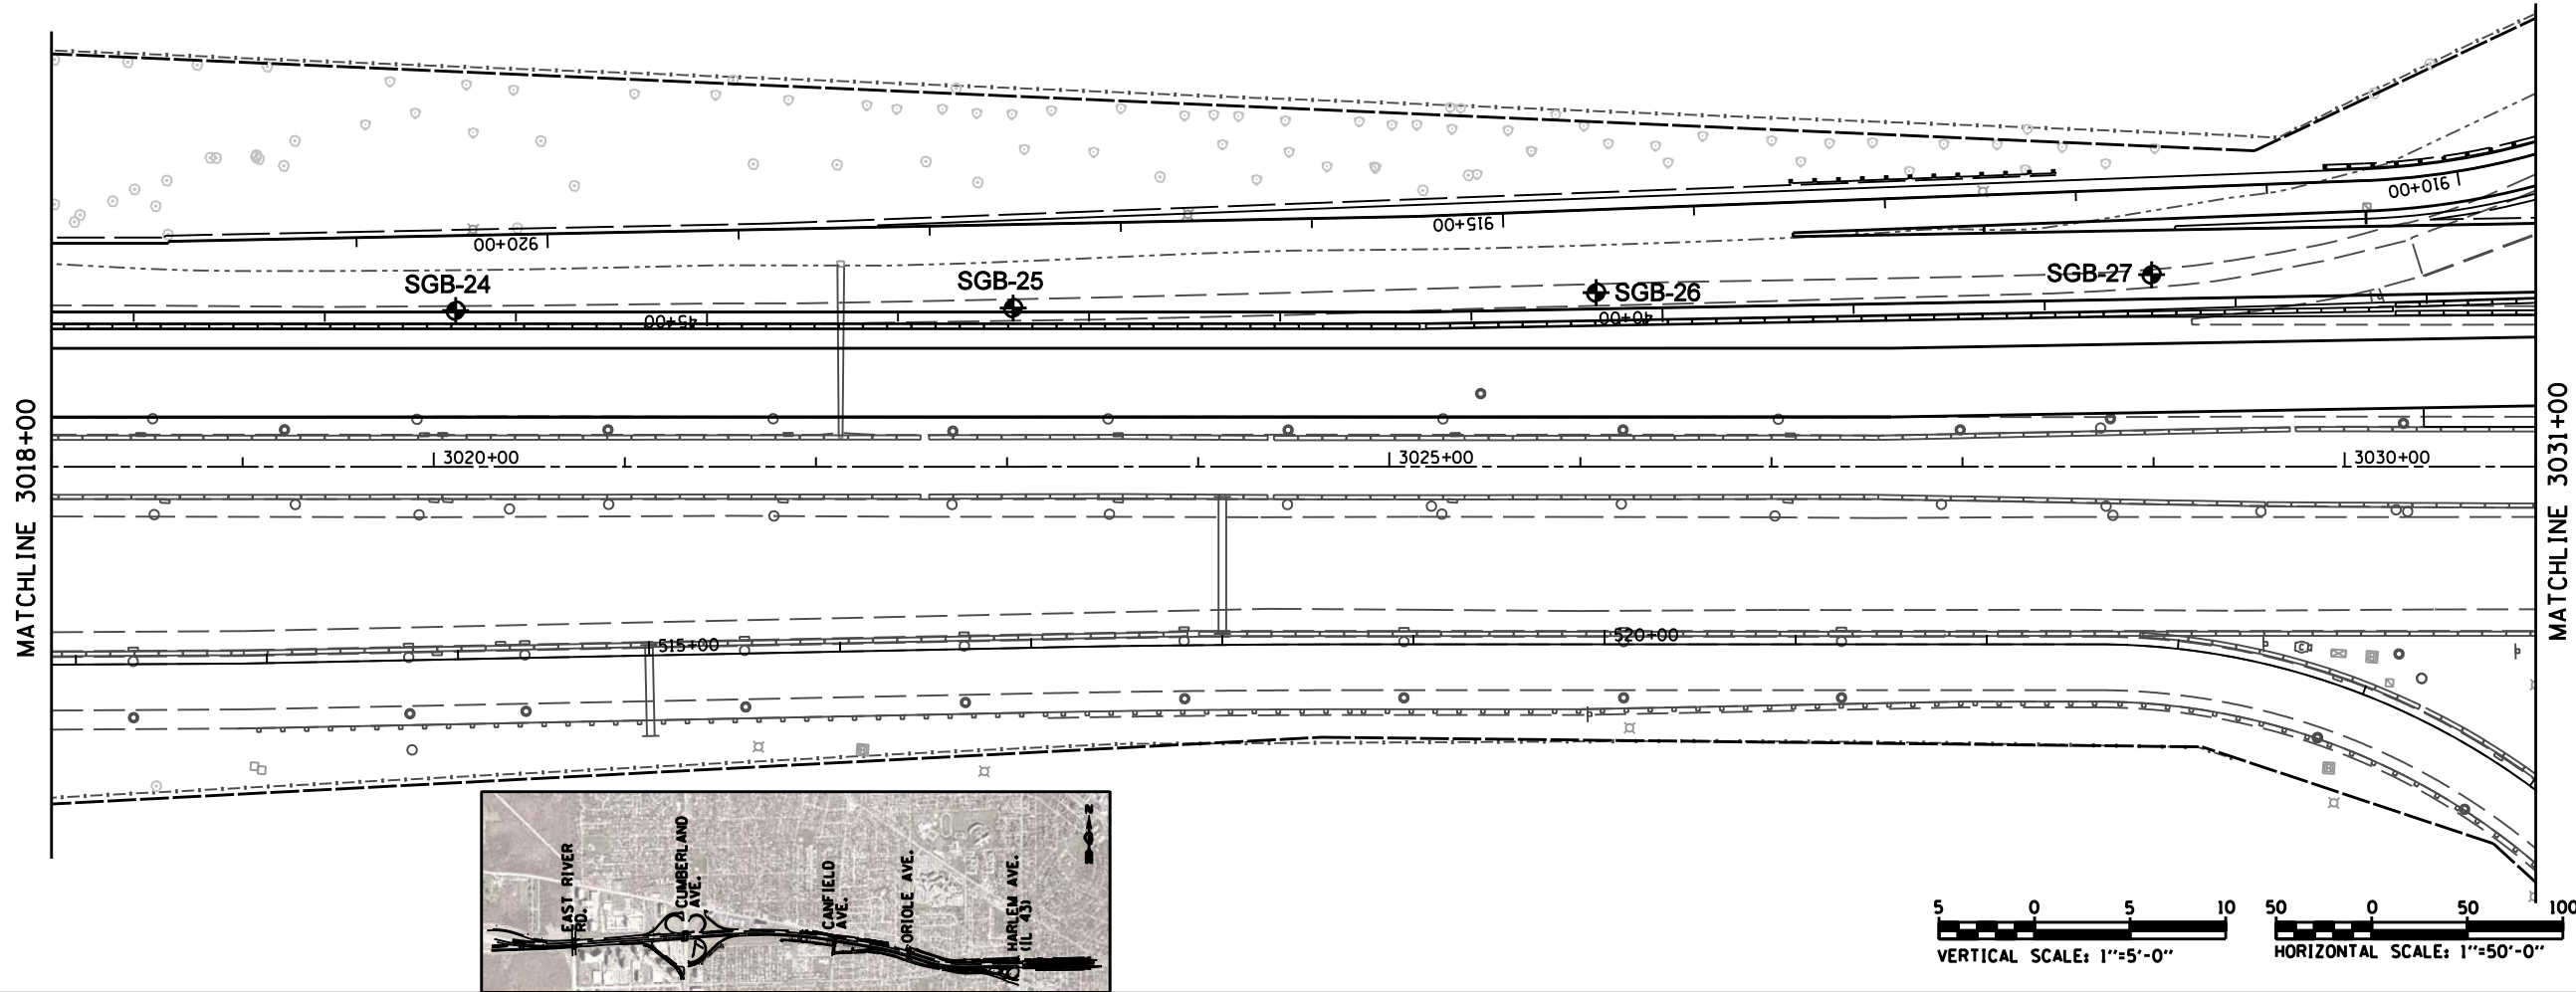 910+00
915+00
920+00
SGB-24
SGB-25
SGB-26
SGB-27
45+00
40+00
MATCHLINE 3018+00
3020+00
3025+00
3030+00
MATCHLINE 3031+00
515+00
520+00
EAST RIVER
RD.
CUMBERLAND
AVE.
CANFIELD
AVE.
ORIOLE AVE.
HARLEM AVE.
(IL 43)
5 0 5 10
VERTICAL SCALE: 1"=5'-0"
50 0 50 100
HORIZONTAL SCALE: 1"=50'-0"